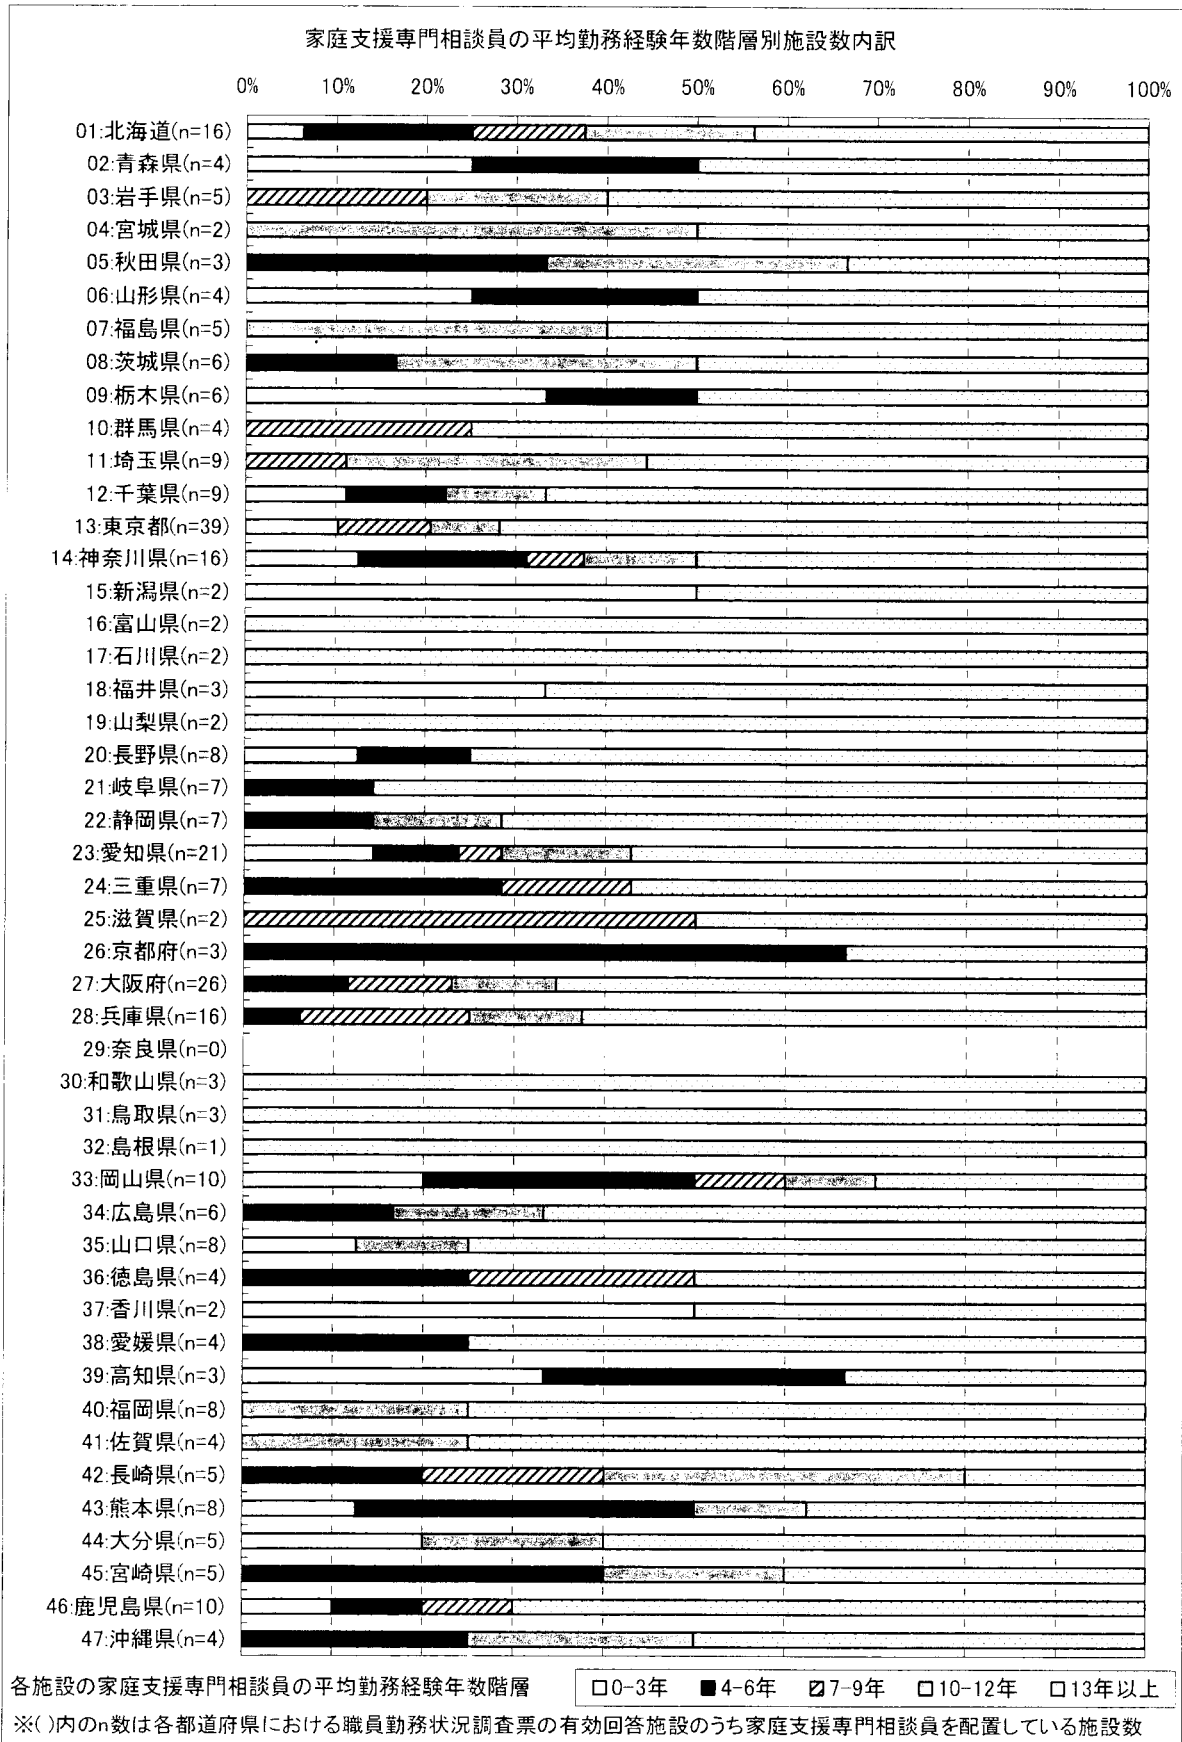 家庭支援専門相談員の平均勤務経験年数階層別施設数内訳
0% 10% 20% 30% 40% 50% 60% 70% 80% 90% 100%
01:北海道(n=16)
02:青森県(n=4)
03:岩手県(n=5)
04:宮城県(n=2)
05:秋田県(n=3)
06:山形県(n=4)
07:福島県(n=5)
08:茨城県(n=6)
09:栃木県(n=6)
10:群馬県(n=4)
11:埼玉県(n=9)
12:千葉県(n=9)
13:東京都(n=39)
14:神奈川県(n=16)
15:新潟県(n=2)
16:富山県(n=2)
17:石川県(n=2)
18:福井県(n=3)
19:山梨県(n=2)
20:長野県(n=8)
21:岐阜県(n=7)
22:静岡県(n=7)
23:愛知県(n=21)
24:三重県(n=7)
25:滋賀県(n=2)
26:京都府(n=3)
27:大阪府(n=26)
28:兵庫県(n=16)
29:奈良県(n=0)
30:和歌山県(n=3)
31:鳥取県(n=3)
32:島根県(n=1)
33:岡山県(n=10)
34:広島県(n=6)
35:山口県(n=8)
36:徳島県(n=4)
37:香川県(n=2)
38:愛媛県(n=4)
39:高知県(n=3)
40:福岡県(n=8)
41:佐賀県(n=4)
42:長崎県(n=5)
43:熊本県(n=8)
44:大分県(n=5)
45:宮崎県(n=5)
46:鹿児島県(n=10)
47:沖縄県(n=4)
各施設の家庭支援専門相談員の平均勤務経験年数階層 0-3年 4-6年 7-9年 10-12年 13年以上
※( )内のn数は各都道府県における職員勤務状況調査票の有効回答施設のうち家庭支援専門相談員を配置している施設数